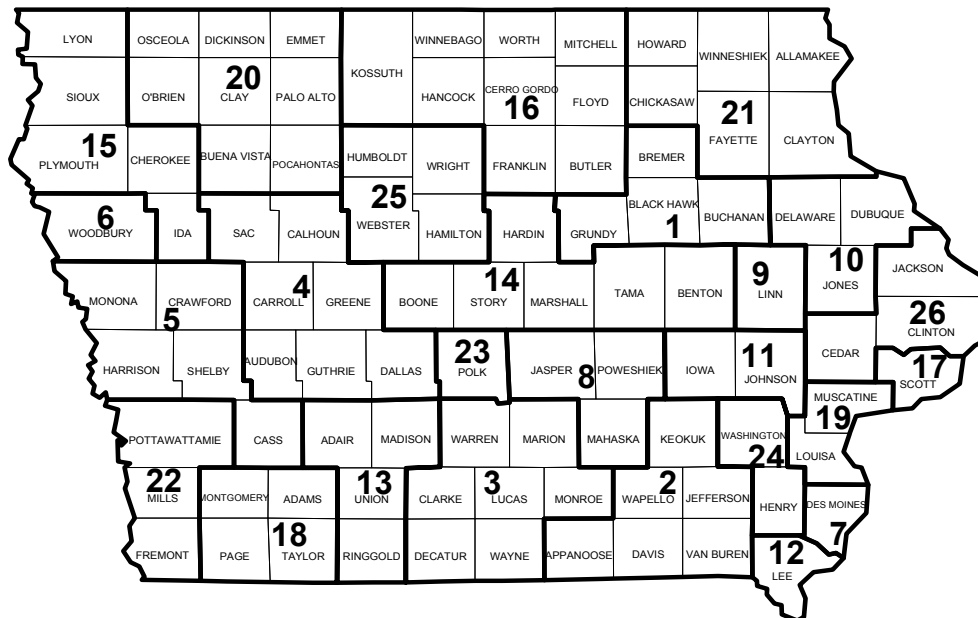 LYON OSCEOLA DICKINSON EMMET WINNEBAGO WORTH MITCHELL HOWARD WINNESHIEK ALLAMAKEE
KOSSUTH
20 
SIOUX O'BRIEN CLAY PALO ALTO HANCOCK CERRO GORDO FLOYD CHICKASAW
16 21
FAYETTE CLAYTON
15
PLYMOUTH CHEROKEE BUENA VISTA POCAHONTAS HUMBOLDT WRIGHT FRANKLIN BUTLER BREMER
25
6 BLACK HAWK BUCHANAN DELAWARE DUBUQUE
WOODBURY IDA SAC CALHOUN WEBSTER HAMILTON HARDIN GRUNDY 1
4 14 9 10 JACKSON
MONONA CRAWFORD CARROLL GREENE BOONE STORY MARSHALL TAMA BENTON LINN JONES
5 26
CLINTON
23 11 17
HARRISON SHELBY AUDUBON GUTHRIE DALLAS POLK JASPER 8 POWESHIEK IOWA JOHNSON CEDAR SCOTT
MUSCATINE
19
POTTAWATTAMIE CASS ADAIR MADISON WARREN MARION MAHASKA KEOKUK WASHINGTON
24 LOUISA
22 13 3 2
MILLS MONTGOMERY ADAMS UNION CLARKE LUCAS MONROE WAPELLO JEFFERSON HENRY DES MOINES
18 7
FREMONT PAGE TAYLOR RINGGOLD DECATUR WAYNE APPANOOSE DAVIS VAN BUREN 12
LEE